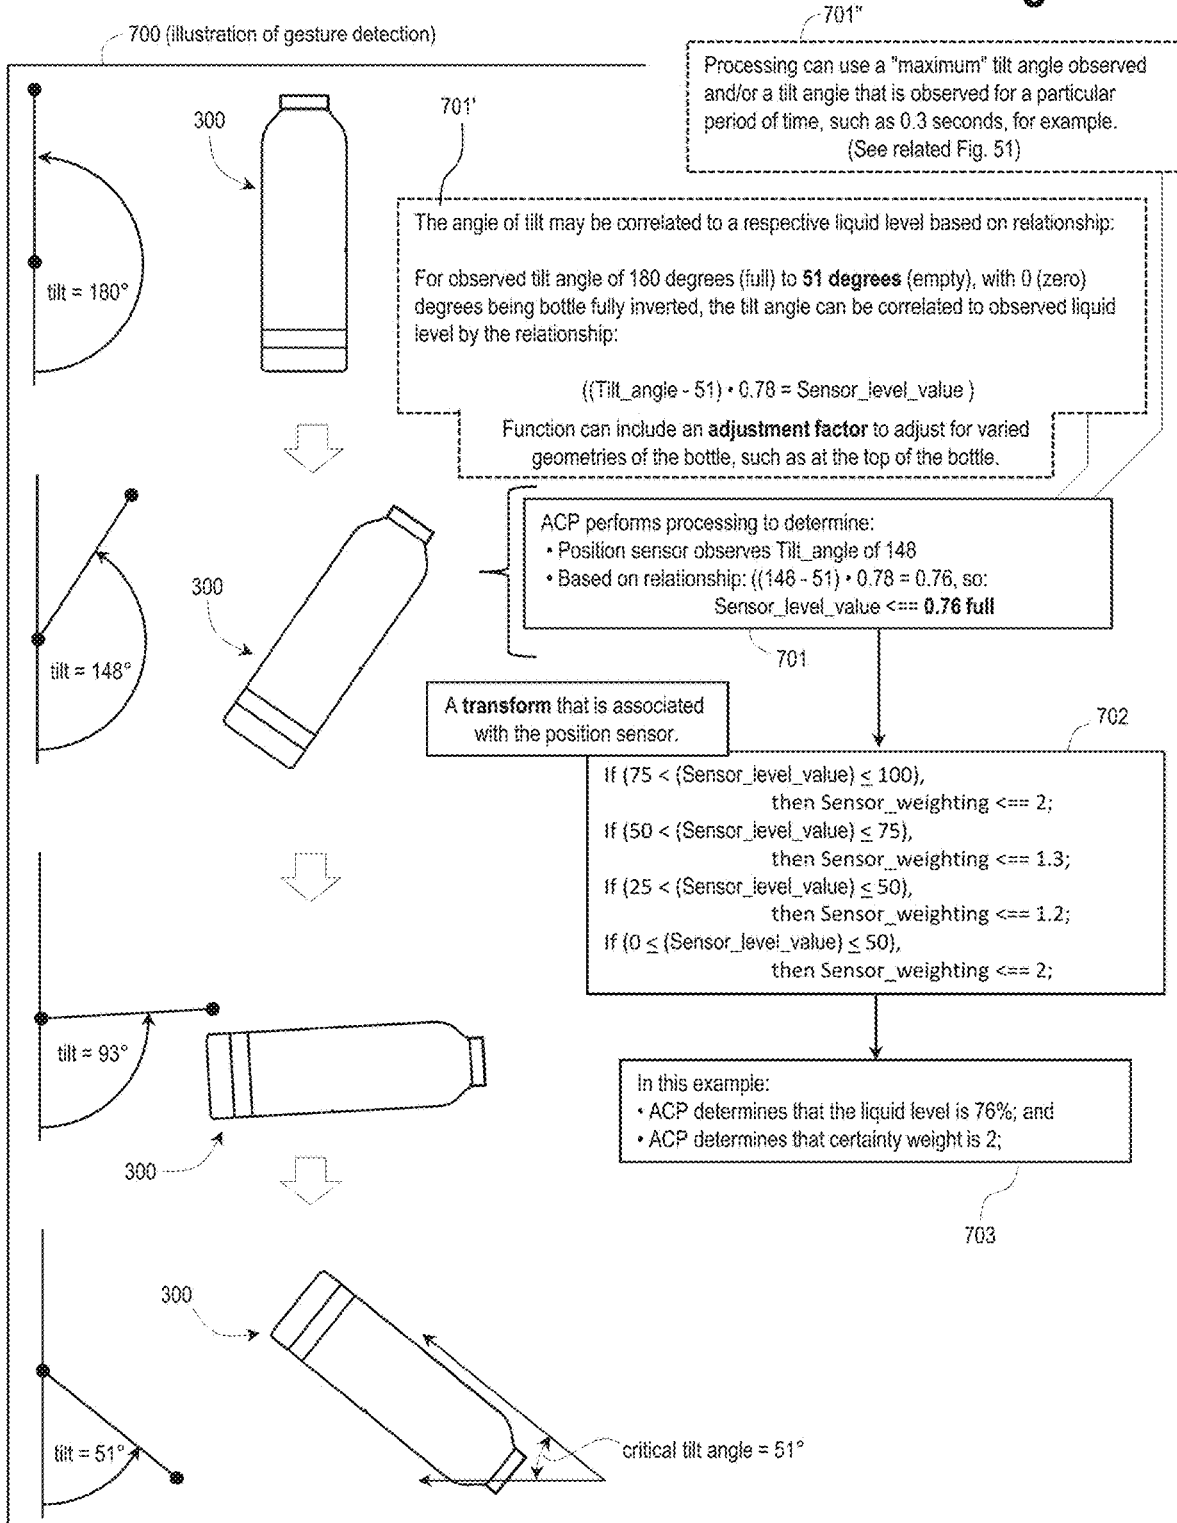 701"
700 (illustration of gesture detection)
Processing can use a "maximum" tilt angle observed
and/or a tilt angle that is observed for a particular
period of time, such as 0.3 seconds, for example.
(See related Fig. 51)
300
701'
The angle of tilt may be correlated to a respective liquid level based on relationship:
For observed tilt angle of 180 degrees (full) to 51 degrees (empty), with 0 (zero)
degrees being bottle fully inverted, the tilt angle can be correlated to observed liquid
level by the relationship:
((Tilt_angle - 51) • 0.78 = Sensor_level_value )
Function can include an adjustment factor to adjust for varied
geometries of the bottle, such as at the top of the bottle.
tilt = 180°
ACP performs processing to determine:
• Position sensor observes Tilt_angle of 148
• Based on relationship: ((148 - 51) • 0.78 = 0.76, so:
Sensor_level_value <== 0.76 full
701
300
tilt = 148°
A transform that is associated
with the position sensor.
702
If (75 < (Sensor_level_value) ≤ 100),
then Sensor_weighting <== 2;
If (50 < (Sensor_level_value) ≤ 75),
then Sensor_weighting <== 1.3;
If (25 < (Sensor_level_value) ≤ 50),
then Sensor_weighting <== 1.2;
If (0 ≤ (Sensor_level_value) ≤ 50),
then Sensor_weighting <== 2;
tilt = 93°
300
In this example:
• ACP determines that the liquid level is 76%; and
• ACP determines that certainty weight is 2;
703
300
tilt = 51°
critical tilt angle = 51°